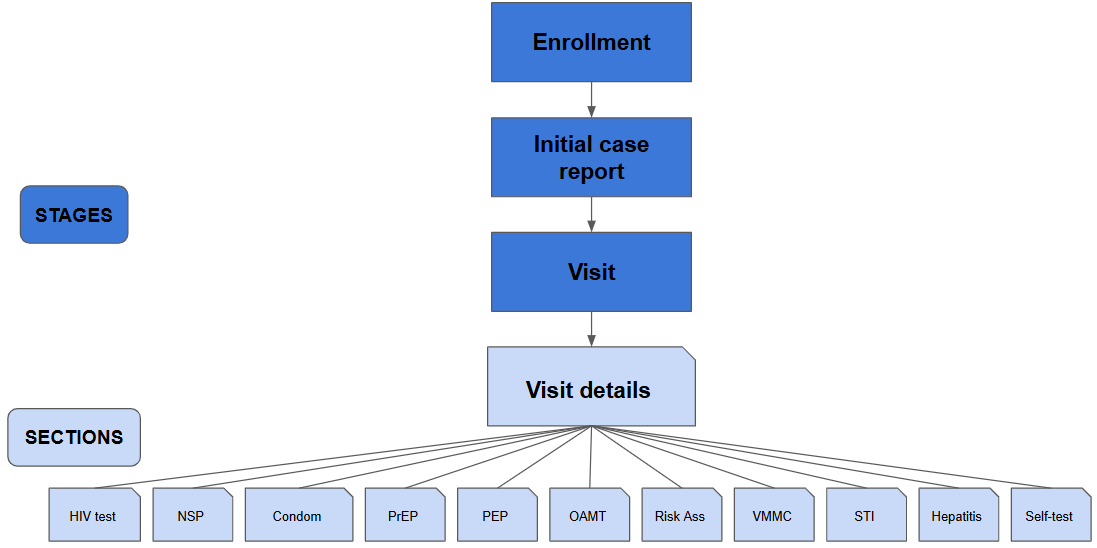 Enrollment
Initial case
report
STAGES
Visit
Visit details
SECTIONS
HIV test
NSP
Condom
PrEP
PEP
OAMT
Risk Ass
VMMC
STI
Hepatitis
Self-test